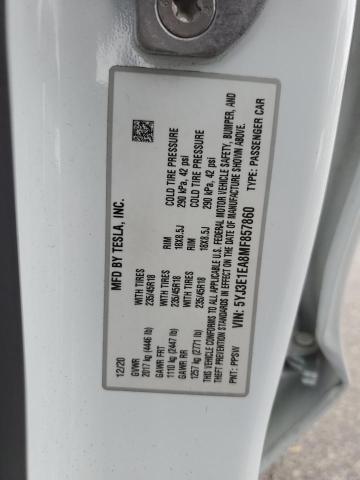 MFD BY TESLA, INC.
12/20
GVWR
2017 kg (4446 lb)
GAWR FRT WITH TIRES RIM COLD TIRE PRESSURE
1110 kg (2447 lb) 235/45R18 18X8.5J 290 kPa, 42 psi
GAWR RR WITH TIRES RIM COLD TIRE PRESSURE
1257 kg (2771 lb) 235/45R18 18X8.5J 290 kPa, 42 psi
THIS VEHICLE CONFORMS TO ALL APPLICABLE U.S. FEDERAL MOTOR VEHICLE SAFETY, BUMPER, AND
THEFT PREVENTION STANDARDS IN EFFECT ON THE DATE OF MANUFACTURE SHOWN ABOVE.
VIN: 5YJ3E1EA8MF857860
PNT: PPSW TYPE: PASSENGER CAR